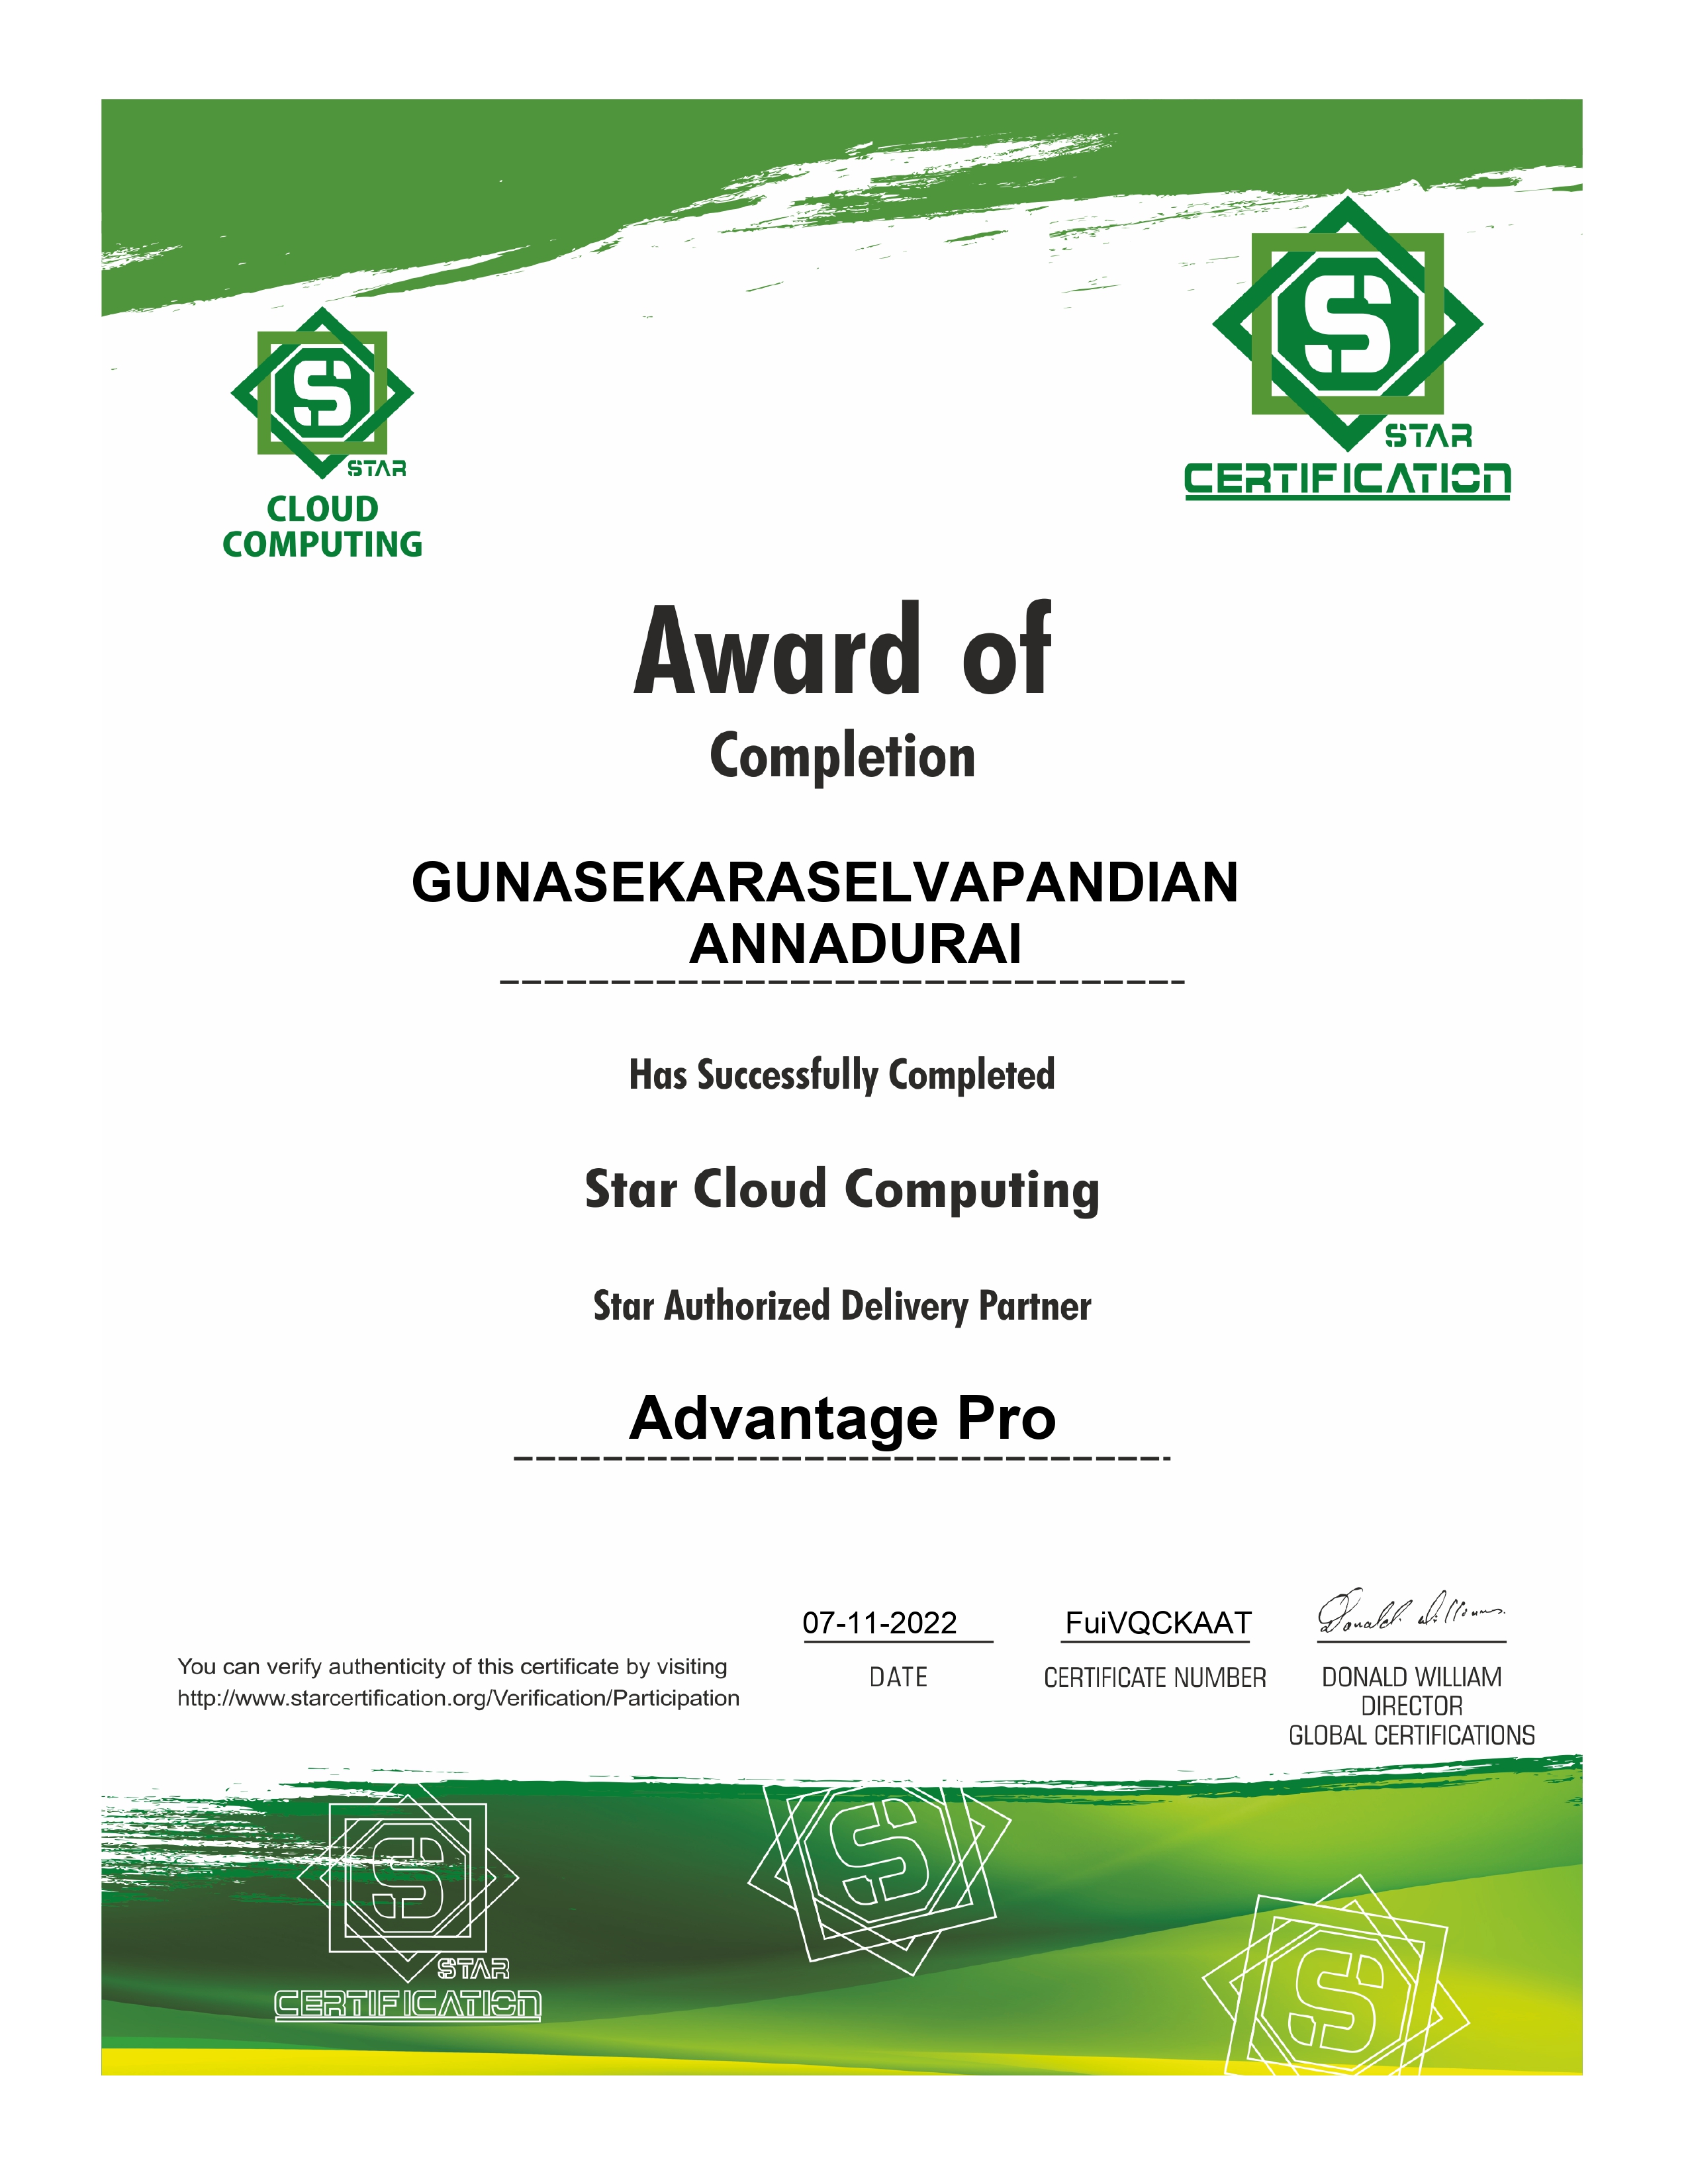 STAR
CLOUD
COMPUTING
STAR
CERTIFICATION
Award of
Completion
GUNASEKARASELVAPANDIAN
ANNADURAI
Has Successfully Completed
Star Cloud Computing
Star Authorized Delivery Partner
Advantage Pro
You can verify authenticity of this certificate by visiting
http://www.starcertification.org/Verification/Participation
07-11-2022
DATE
FuiVQCKAAT
CERTIFICATE NUMBER
Donald Williams
DONALD WILLIAM
DIRECTOR
GLOBAL CERTIFICATIONS
STAR
CERTIFICATION